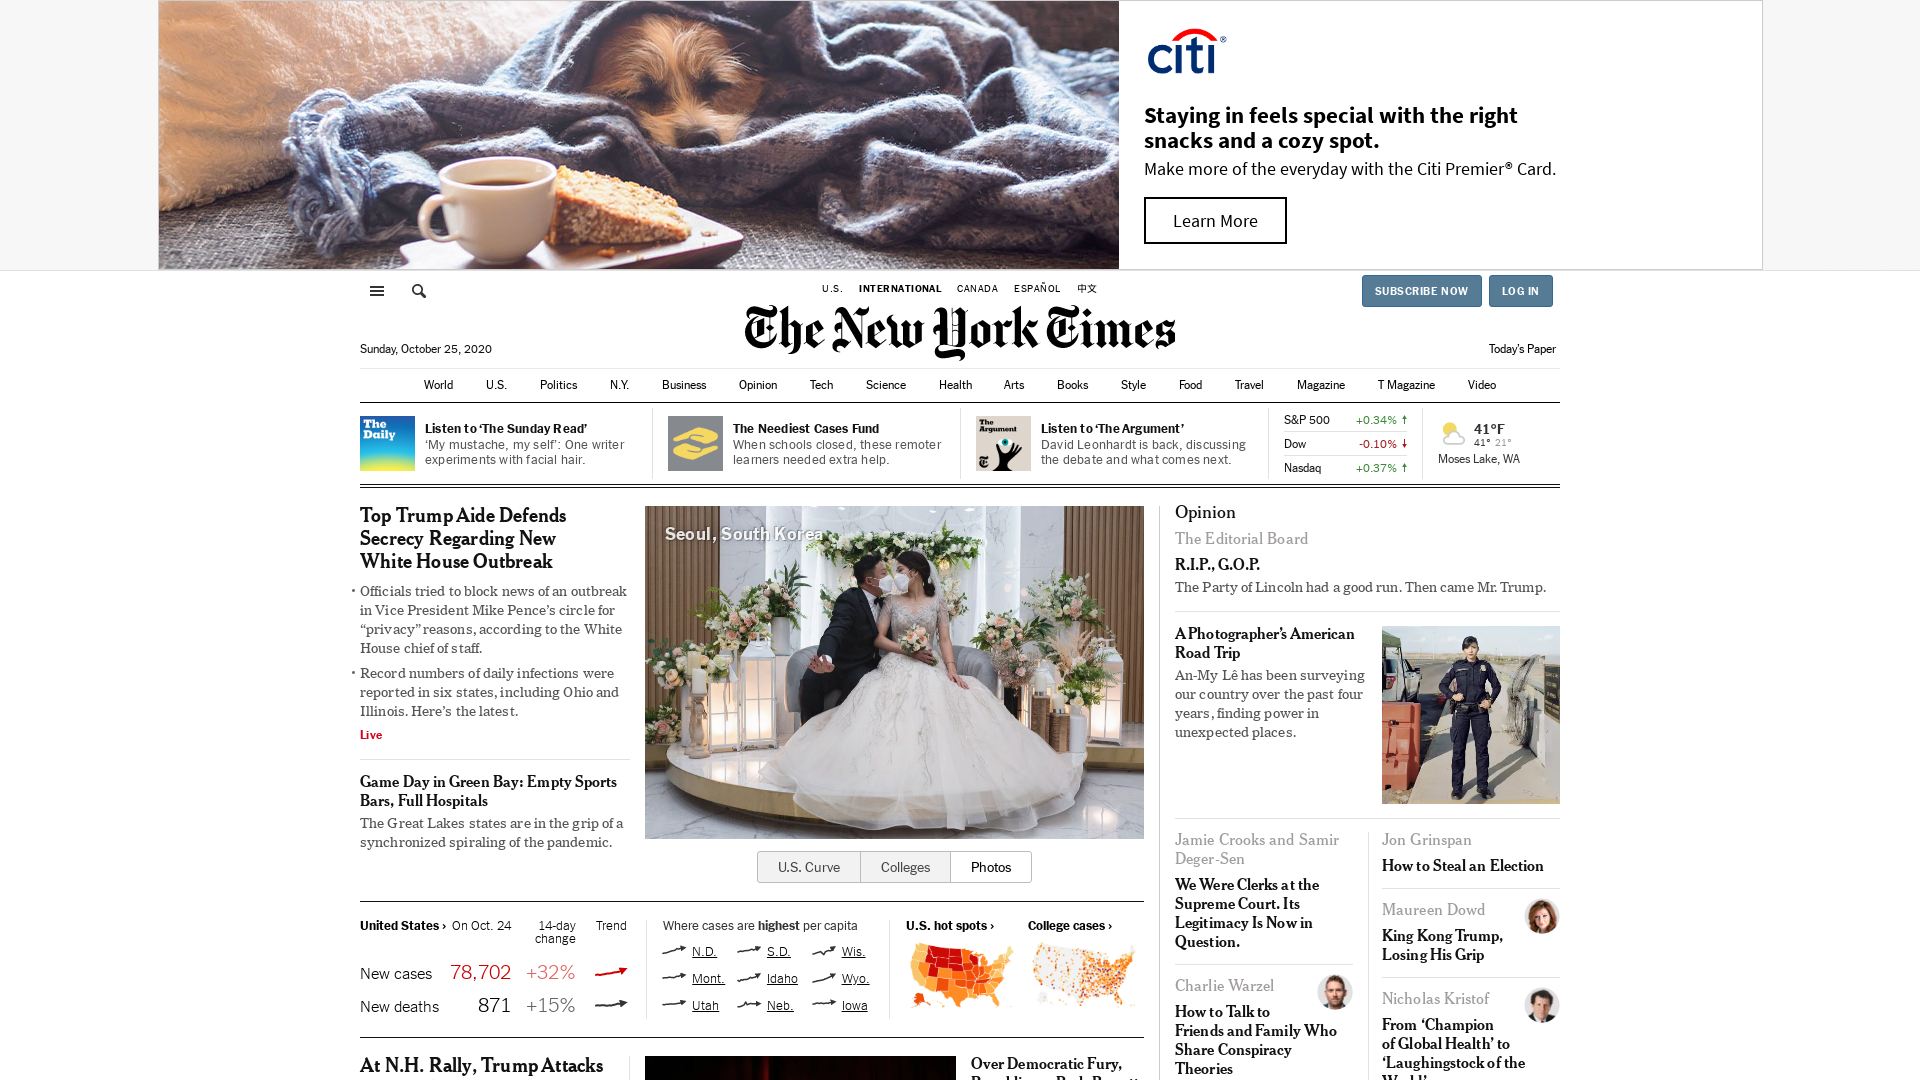 citi®
Staying in feels special with the right
snacks and a cozy spot.
Make more of the everyday with the Citi Premier® Card.
Learn More
U.S.
INTERNATIONAL
CANADA
ESPAÑOL
中文
SUBSCRIBE NOW
LOG IN
The New York Times
Sunday, October 25, 2020
Today's Paper
World
U.S.
Politics
N.Y.
Business
Opinion
Tech
Science
Health
Arts
Books
Style
Food
Travel
Magazine
T Magazine
Video
The
Daily
Listen to ‘The Sunday Read’
‘My mustache, my self’: One writer
experiments with facial hair.
The Neediest Cases Fund
When schools closed, these remoter
learners needed extra help.
The
Argument
Listen to ‘The Argument’
David Leonhardt is back, discussing
the debate and what comes next.
S&P 500 +0.34%
Dow -0.10%
Nasdaq +0.37%
41°F
41° 21°
Moses Lake, WA
Top Trump Aide Defends
Secrecy Regarding New
White House Outbreak
Officials tried to block news of an outbreak
in Vice President Mike Pence’s circle for
“privacy” reasons, according to the White
House chief of staff.
Record numbers of daily infections were
reported in six states, including Ohio and
Illinois. Here’s the latest.
Live
Game Day in Green Bay: Empty Sports
Bars, Full Hospitals
The Great Lakes states are in the grip of a
synchronized spiraling of the pandemic.
Seoul, South Korea
U.S. Curve
Colleges
Photos
United States › On Oct. 24 14-day Trend
change
New cases 78,702 +32%
New deaths 871 +15%
Where cases are highest per capita
N.D. S.D. Wis.
Mont. Idaho Wyo.
Utah Neb. Iowa
U.S. hot spots ›
College cases ›
At N.H. Rally, Trump Attacks
Over Democratic Fury,
Opinion
The Editorial Board
R.I.P., G.O.P.
The Party of Lincoln had a good run. Then came Mr. Trump.
A Photographer’s American
Road Trip
An-My Lê has been surveying
our country over the past four
years, finding power in
unexpected places.
Jamie Crooks and Samir
Deger-Sen
We Were Clerks at the
Supreme Court. Its
Legitimacy Is Now in
Question.
Charlie Warzel
How to Talk to
Friends and Family Who
Share Conspiracy
Theories
Jon Grinspan
How to Steal an Election
Maureen Dowd
King Kong Trump,
Losing His Grip
Nicholas Kristof
From ‘Champion
of Global Health’ to
‘Laughingstock of the